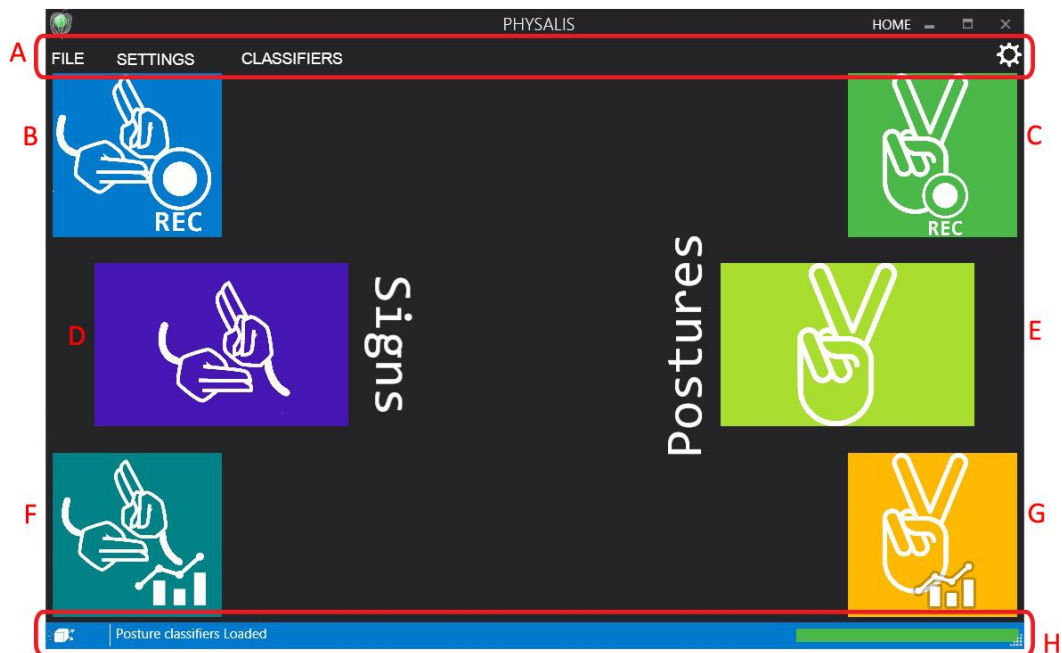 PHYSALIS
HOME
A
FILE SETTINGS CLASSIFIERS
B
REC
C
REC
D
Signs
Postures
E
F
G
Posture classifiers Loaded
H